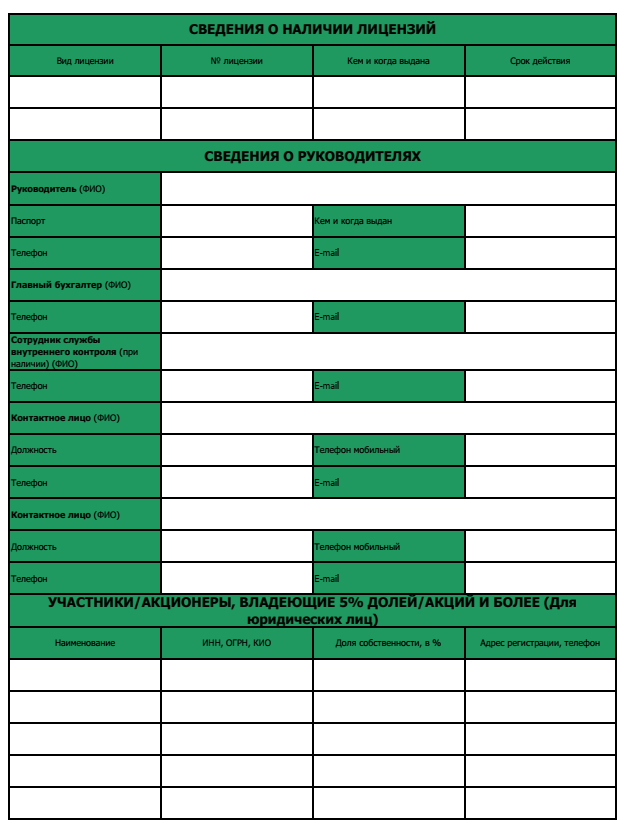 СВЕДЕНИЯ О НАЛИЧИИ ЛИЦЕНЗИЙ
Вид лицензии № лицензии Кем и когда выдана Срок действия
СВЕДЕНИЯ О РУКОВОДИТЕЛЯХ
Руководитель (ФИО)
Паспорт Кем и когда выдан
Телефон E-mail
Главный бухгалтер (ФИО)
Телефон E-mail
Сотрудник службы
внутреннего контроля (при
наличии) (ФИО)
Телефон E-mail
Контактное лицо (ФИО)
Должность Телефон мобильный
Телефон E-mail
Контактное лицо (ФИО)
Должность Телефон мобильный
Телефон E-mail
УЧАСТНИКИ/АКЦИОНЕРЫ, ВЛАДЕЮЩИЕ 5% ДОЛЕЙ/АКЦИЙ И БОЛЕЕ (Для
юридических лиц)
Наименование ИНН, ОГРН, КИО Доля собственности, в % Адрес регистрации, телефон